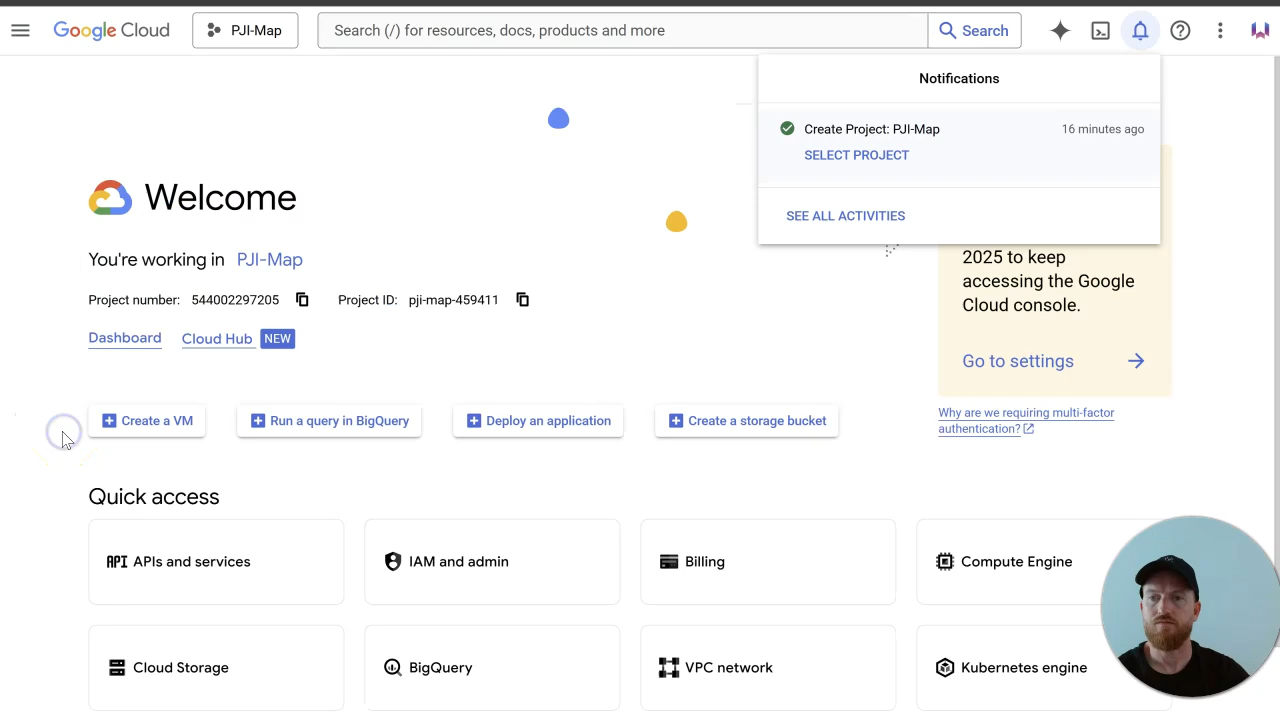 Google Cloud
PJI-Map
Search (/) for resources, docs, products and more
Search
Notifications
Create Project: PJI-Map
16 minutes ago
SELECT PROJECT
SEE ALL ACTIVITIES
Welcome
You're working in PJI-Map
Project number: 544002297205
Project ID: pji-map-459411
Dashboard
Cloud Hub NEW
2025 to keep
accessing the Google
Cloud console.
Go to settings
Why are we requiring multi-factor
authentication?
Create a VM
Run a query in BigQuery
Deploy an application
Create a storage bucket
Quick access
API APIs and services
IAM and admin
Billing
Compute Engine
Cloud Storage
BigQuery
VPC network
Kubernetes engine